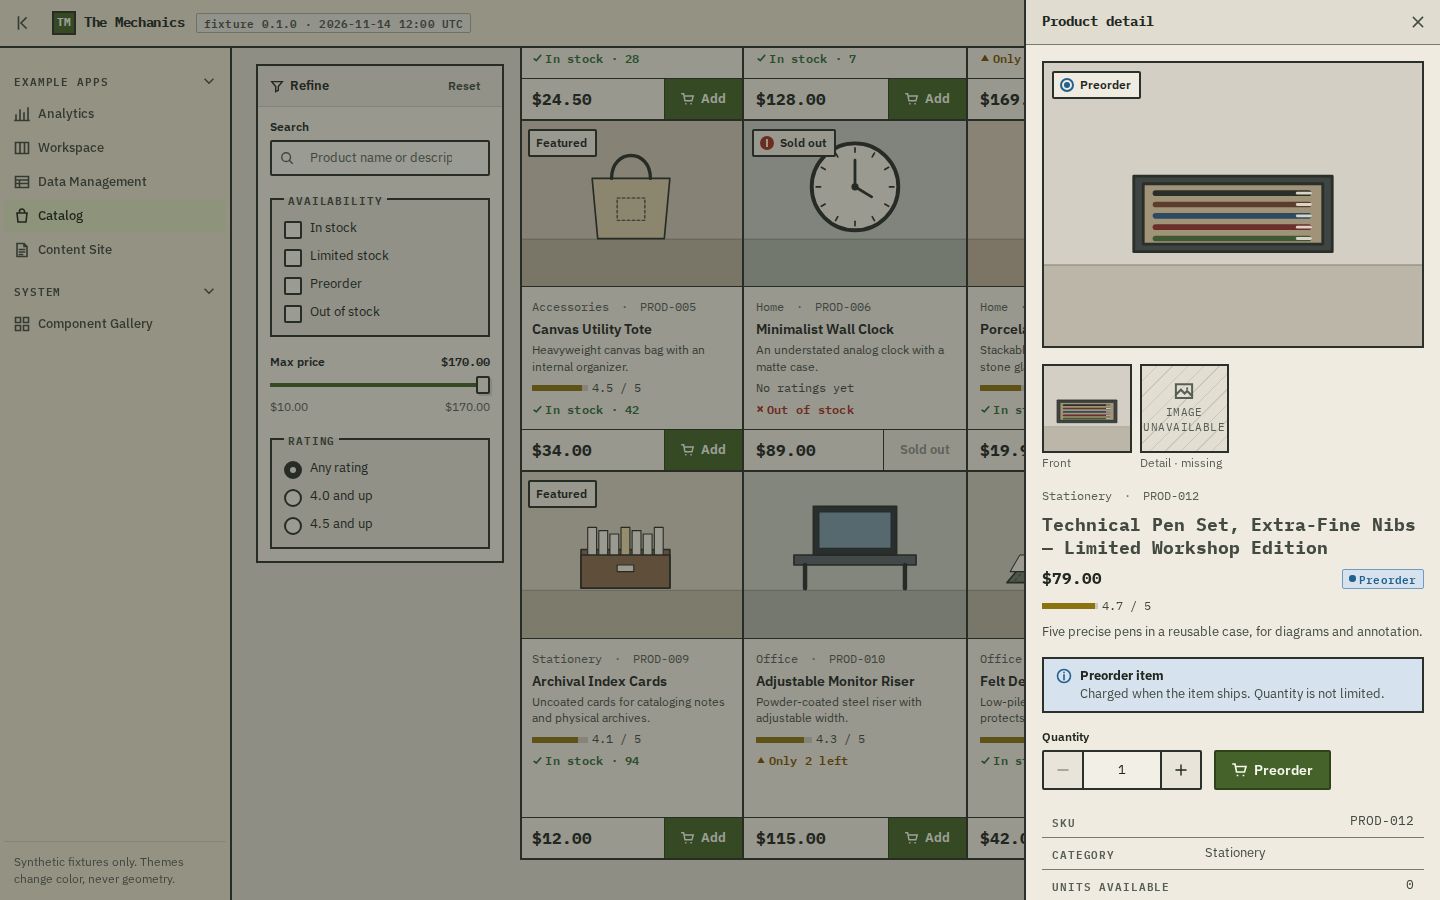 TM The Mechanics fixture 0.1.0 · 2026-11-14 12:00 UTC
EXAMPLE APPS
Analytics
Workspace
Data Management
Catalog
Content Site
SYSTEM
Component Gallery
Synthetic fixtures only. Themes
change color, never geometry.
Refine Reset
Search
Product name or descrip
AVAILABILITY
In stock
Limited stock
Preorder
Out of stock
Max price $170.00
$10.00 $170.00
RATING
Any rating
4.0 and up
4.5 and up
In stock · 28
$24.50 Add
In stock · 7
$128.00 Add
Only
$169.
Featured
Accessories · PROD-005
Canvas Utility Tote
Heavyweight canvas bag with an
internal organizer.
4.5 / 5
In stock · 42
$34.00 Add
Sold out
Home · PROD-006
Minimalist Wall Clock
An understated analog clock with a
matte case.
No ratings yet
Out of stock
$89.00 Sold out
Home
Porcela
Stackabl
stone gl
In st
$19.9
Featured
Stationery · PROD-009
Archival Index Cards
Uncoated cards for cataloging notes
and physical archives.
4.1 / 5
In stock · 94
$12.00 Add
Office · PROD-010
Adjustable Monitor Riser
Powder-coated steel riser with
adjustable width.
4.3 / 5
Only 2 left
$115.00 Add
Office
Felt De
Low-pile
protects
In st
$42.0
Product detail
Preorder
IMAGE
UNAVAILABLE
Front
Detail · missing
Stationery · PROD-012
Technical Pen Set, Extra-Fine Nibs
— Limited Workshop Edition
$79.00 Preorder
4.7 / 5
Five precise pens in a reusable case, for diagrams and annotation.
Preorder item
Charged when the item ships. Quantity is not limited.
Quantity
1 Preorder
SKU PROD-012
CATEGORY Stationery
UNITS AVAILABLE 0